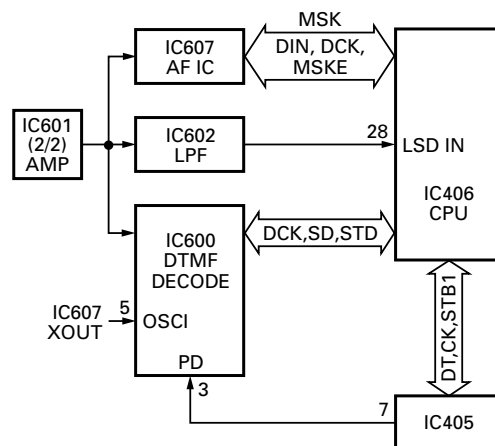 MSK
IC607
AF IC
DIN, DCK,
MSKE
IC601
(2/2)
AMP
IC602
LPF
28
LSD IN
IC406
CPU
IC600
DTMF
DECODE
DCK,SD,STD
IC607
XOUT
5
OSCI
PD
3
DT,CK,STB1
7
IC405